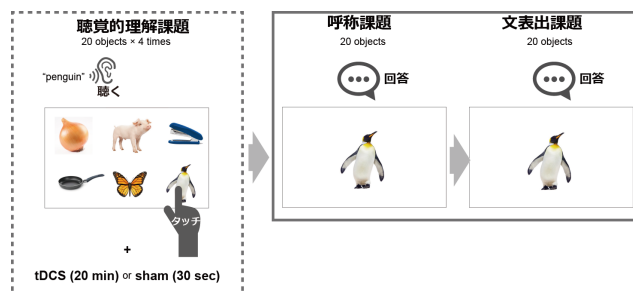 聴覚的理解課題
20 objects × 4 times
“penguin”
聴く
タッチ
+
tDCS (20 min) or sham (30 sec)
呼称課題
20 objects
回答
文表出課題
20 objects
回答